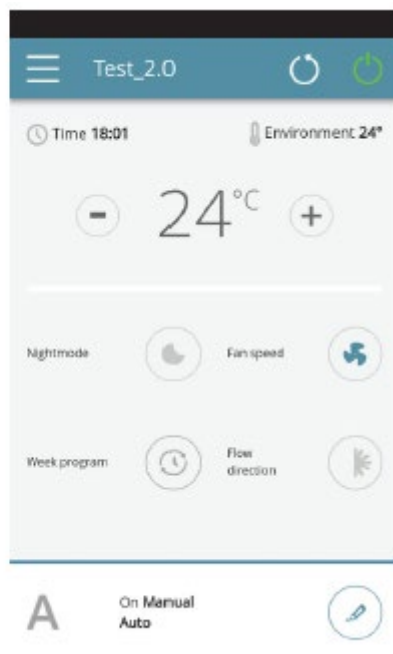 Test_2.0
Time 18:01
Environment 24°
24°C
Nightmode
Fan speed
Week program
Flow
direction
A
On Manual
Auto